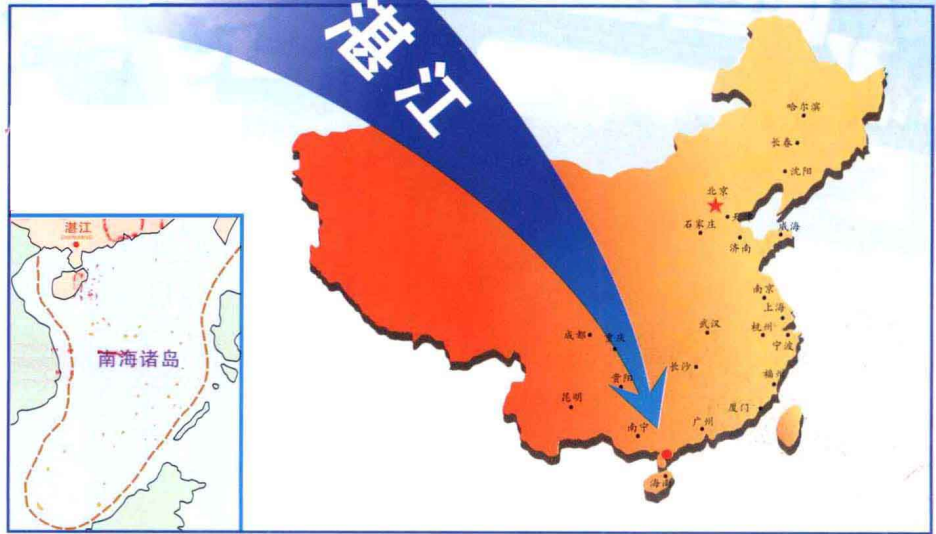 湛江
哈尔滨
长春
沈阳
北京
天津
石家庄
威海
济南
南京
上海
武汉
杭州
宁波
成都
重庆
长沙
贵阳
福州
昆明
厦门
广州
南宁
海南
湛江
南海诸岛